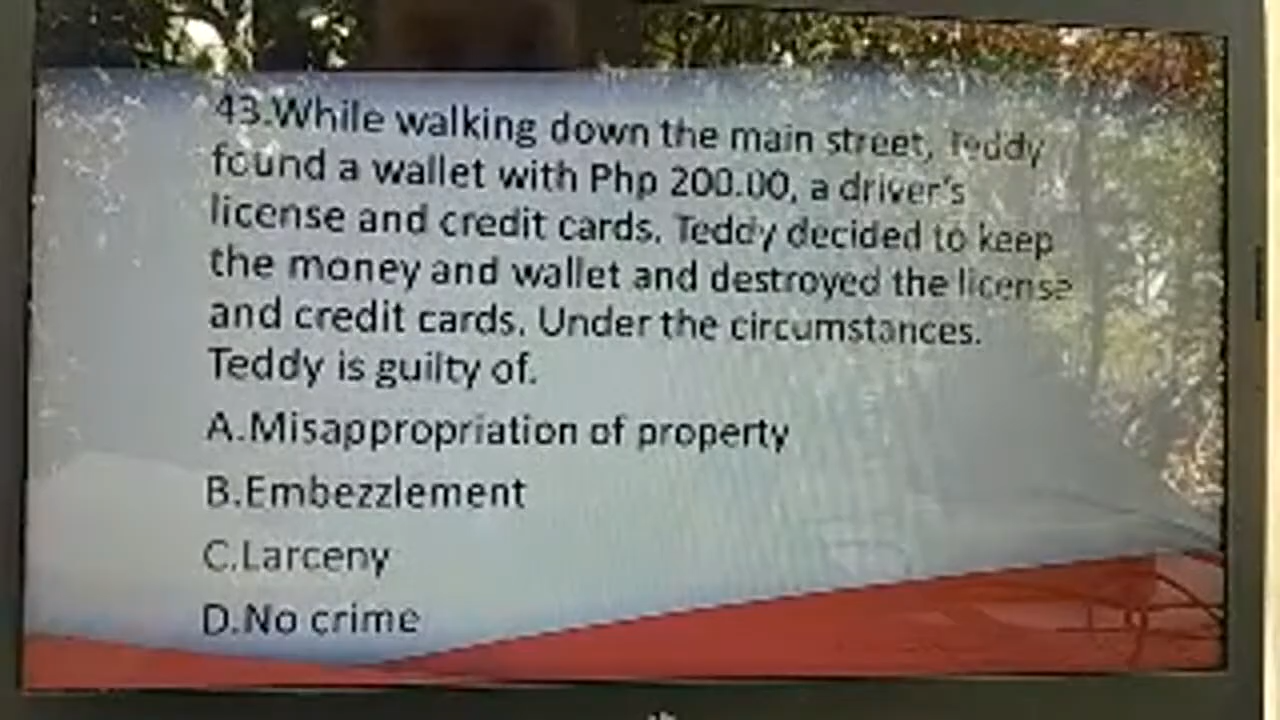 43.While walking down the main street, Teddy
found a wallet with Php 200.00, a driver's
license and credit cards. Teddy decided to keep
the money and wallet and destroyed the license
and credit cards. Under the circumstances.
Teddy is guilty of.
A.Misappropriation of property
B.Embezzlement
C.Larceny
D.No crime